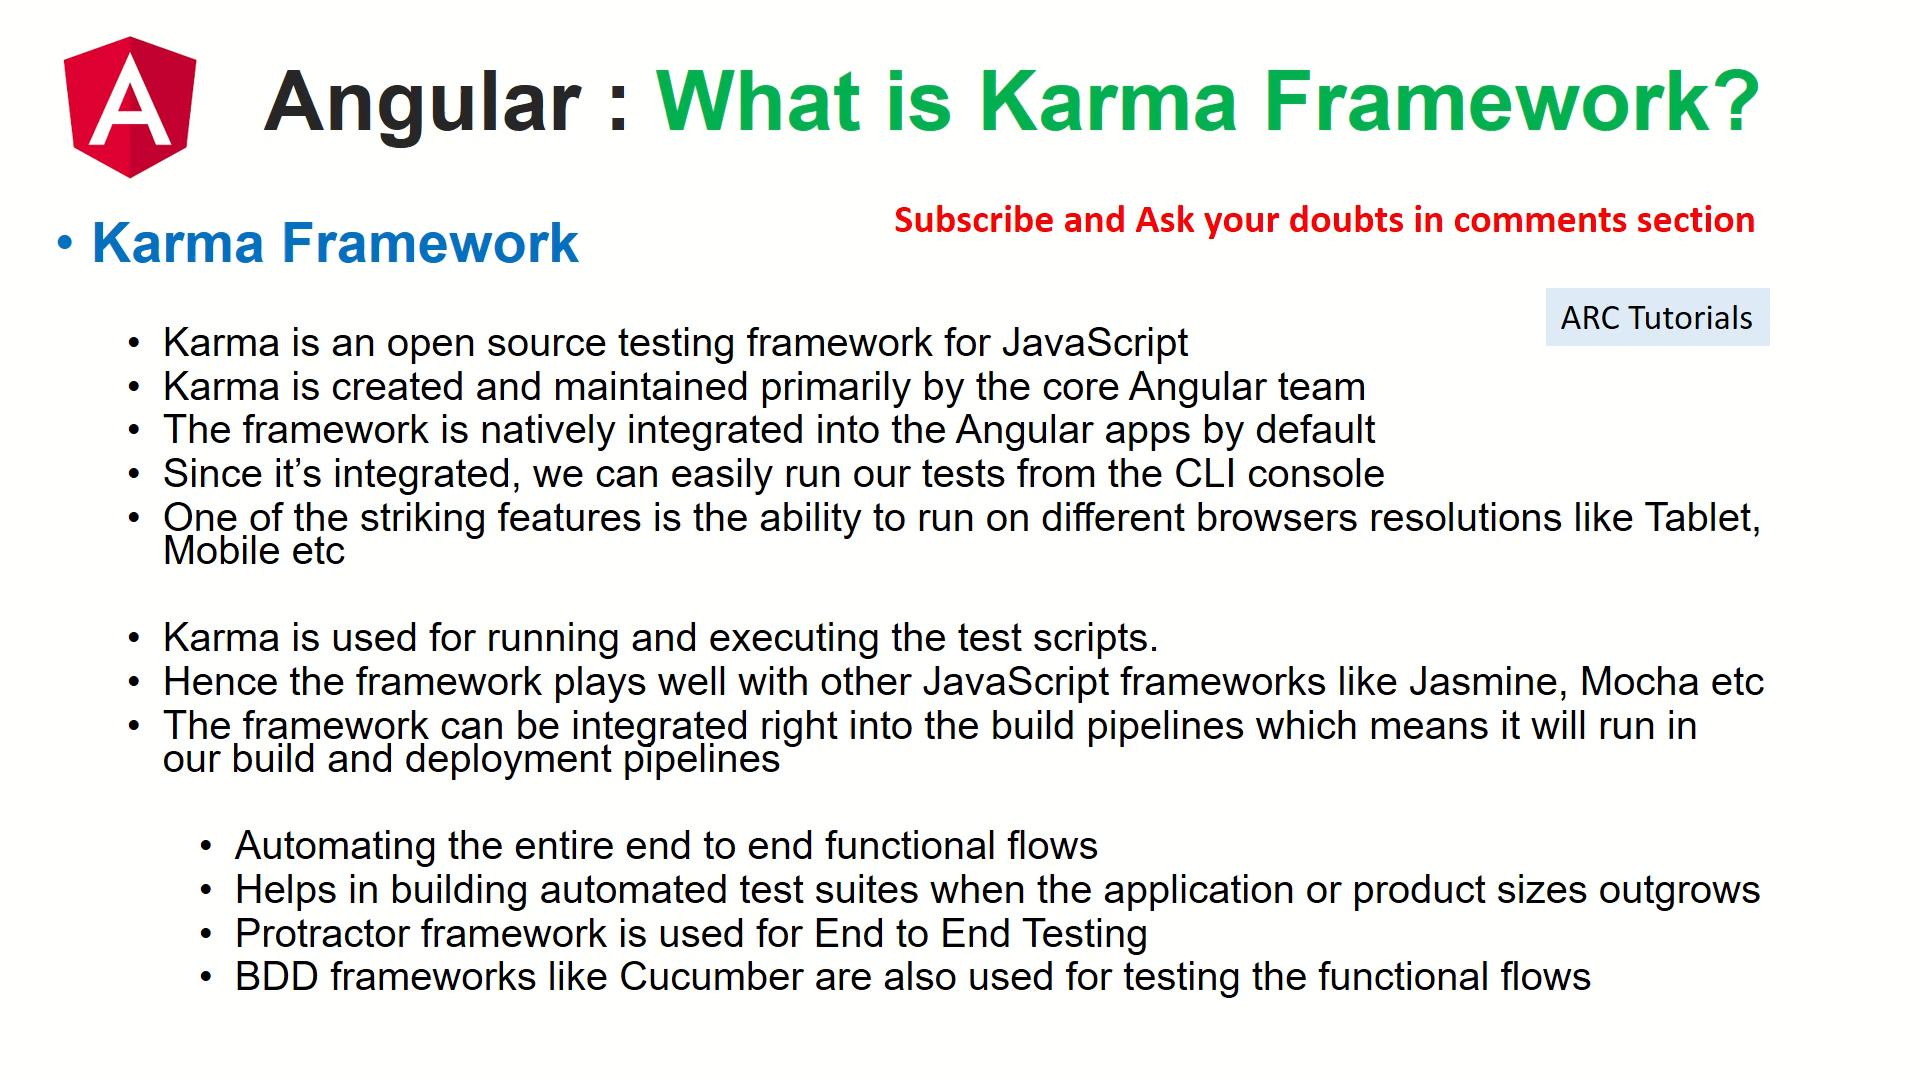 Angular : What is Karma Framework?
Subscribe and Ask your doubts in comments section
• Karma Framework
ARC Tutorials
• Karma is an open source testing framework for JavaScript
• Karma is created and maintained primarily by the core Angular team
• The framework is natively integrated into the Angular apps by default
• Since it’s integrated, we can easily run our tests from the CLI console
• One of the striking features is the ability to run on different browsers resolutions like Tablet,
Mobile etc
• Karma is used for running and executing the test scripts.
• Hence the framework plays well with other JavaScript frameworks like Jasmine, Mocha etc
• The framework can be integrated right into the build pipelines which means it will run in
our build and deployment pipelines
• Automating the entire end to end functional flows
• Helps in building automated test suites when the application or product sizes outgrows
• Protractor framework is used for End to End Testing
• BDD frameworks like Cucumber are also used for testing the functional flows